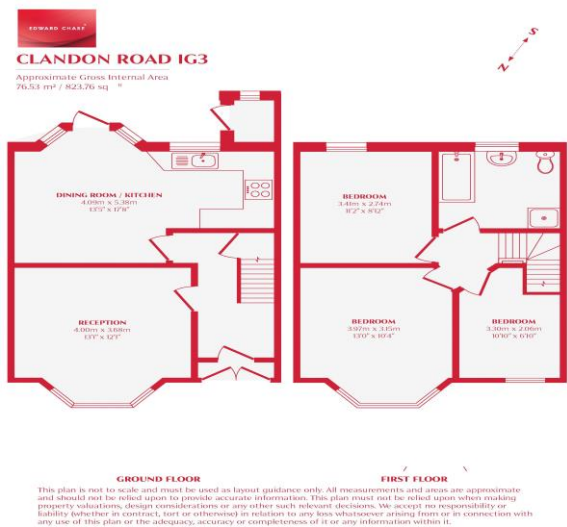 EDWARD CHASE
CLANDON ROAD IG3
Approximate Gross Internal Area
76.53 m² / 823.76 sq ft
S
N
DINING ROOM / KITCHEN
4.09m x 5.38m
13'5" x 17'8"
RECEPTION
4.00m x 3.68m
13'1" x 12'1"
BEDROOM
3.41m x 2.74m
11'2" x 8'12"
BEDROOM
3.97m x 3.15m
13'0" x 10'4"
BEDROOM
3.30m x 2.06m
10'10" x 6'10"
GROUND FLOOR
FIRST FLOOR
This plan is not to scale and must be used as layout guidance only. All measurements and areas are approximate
and should not be relied upon to provide accurate information. This plan must not be relied upon when making
property valuations, design considerations or any other such relevant decisions. We accept no responsibility or
liability (whether in contract, tort or otherwise) in relation to any loss whatsoever arising from or in connection with
any use of this plan or the adequacy, accuracy or completeness of it or any information within it.